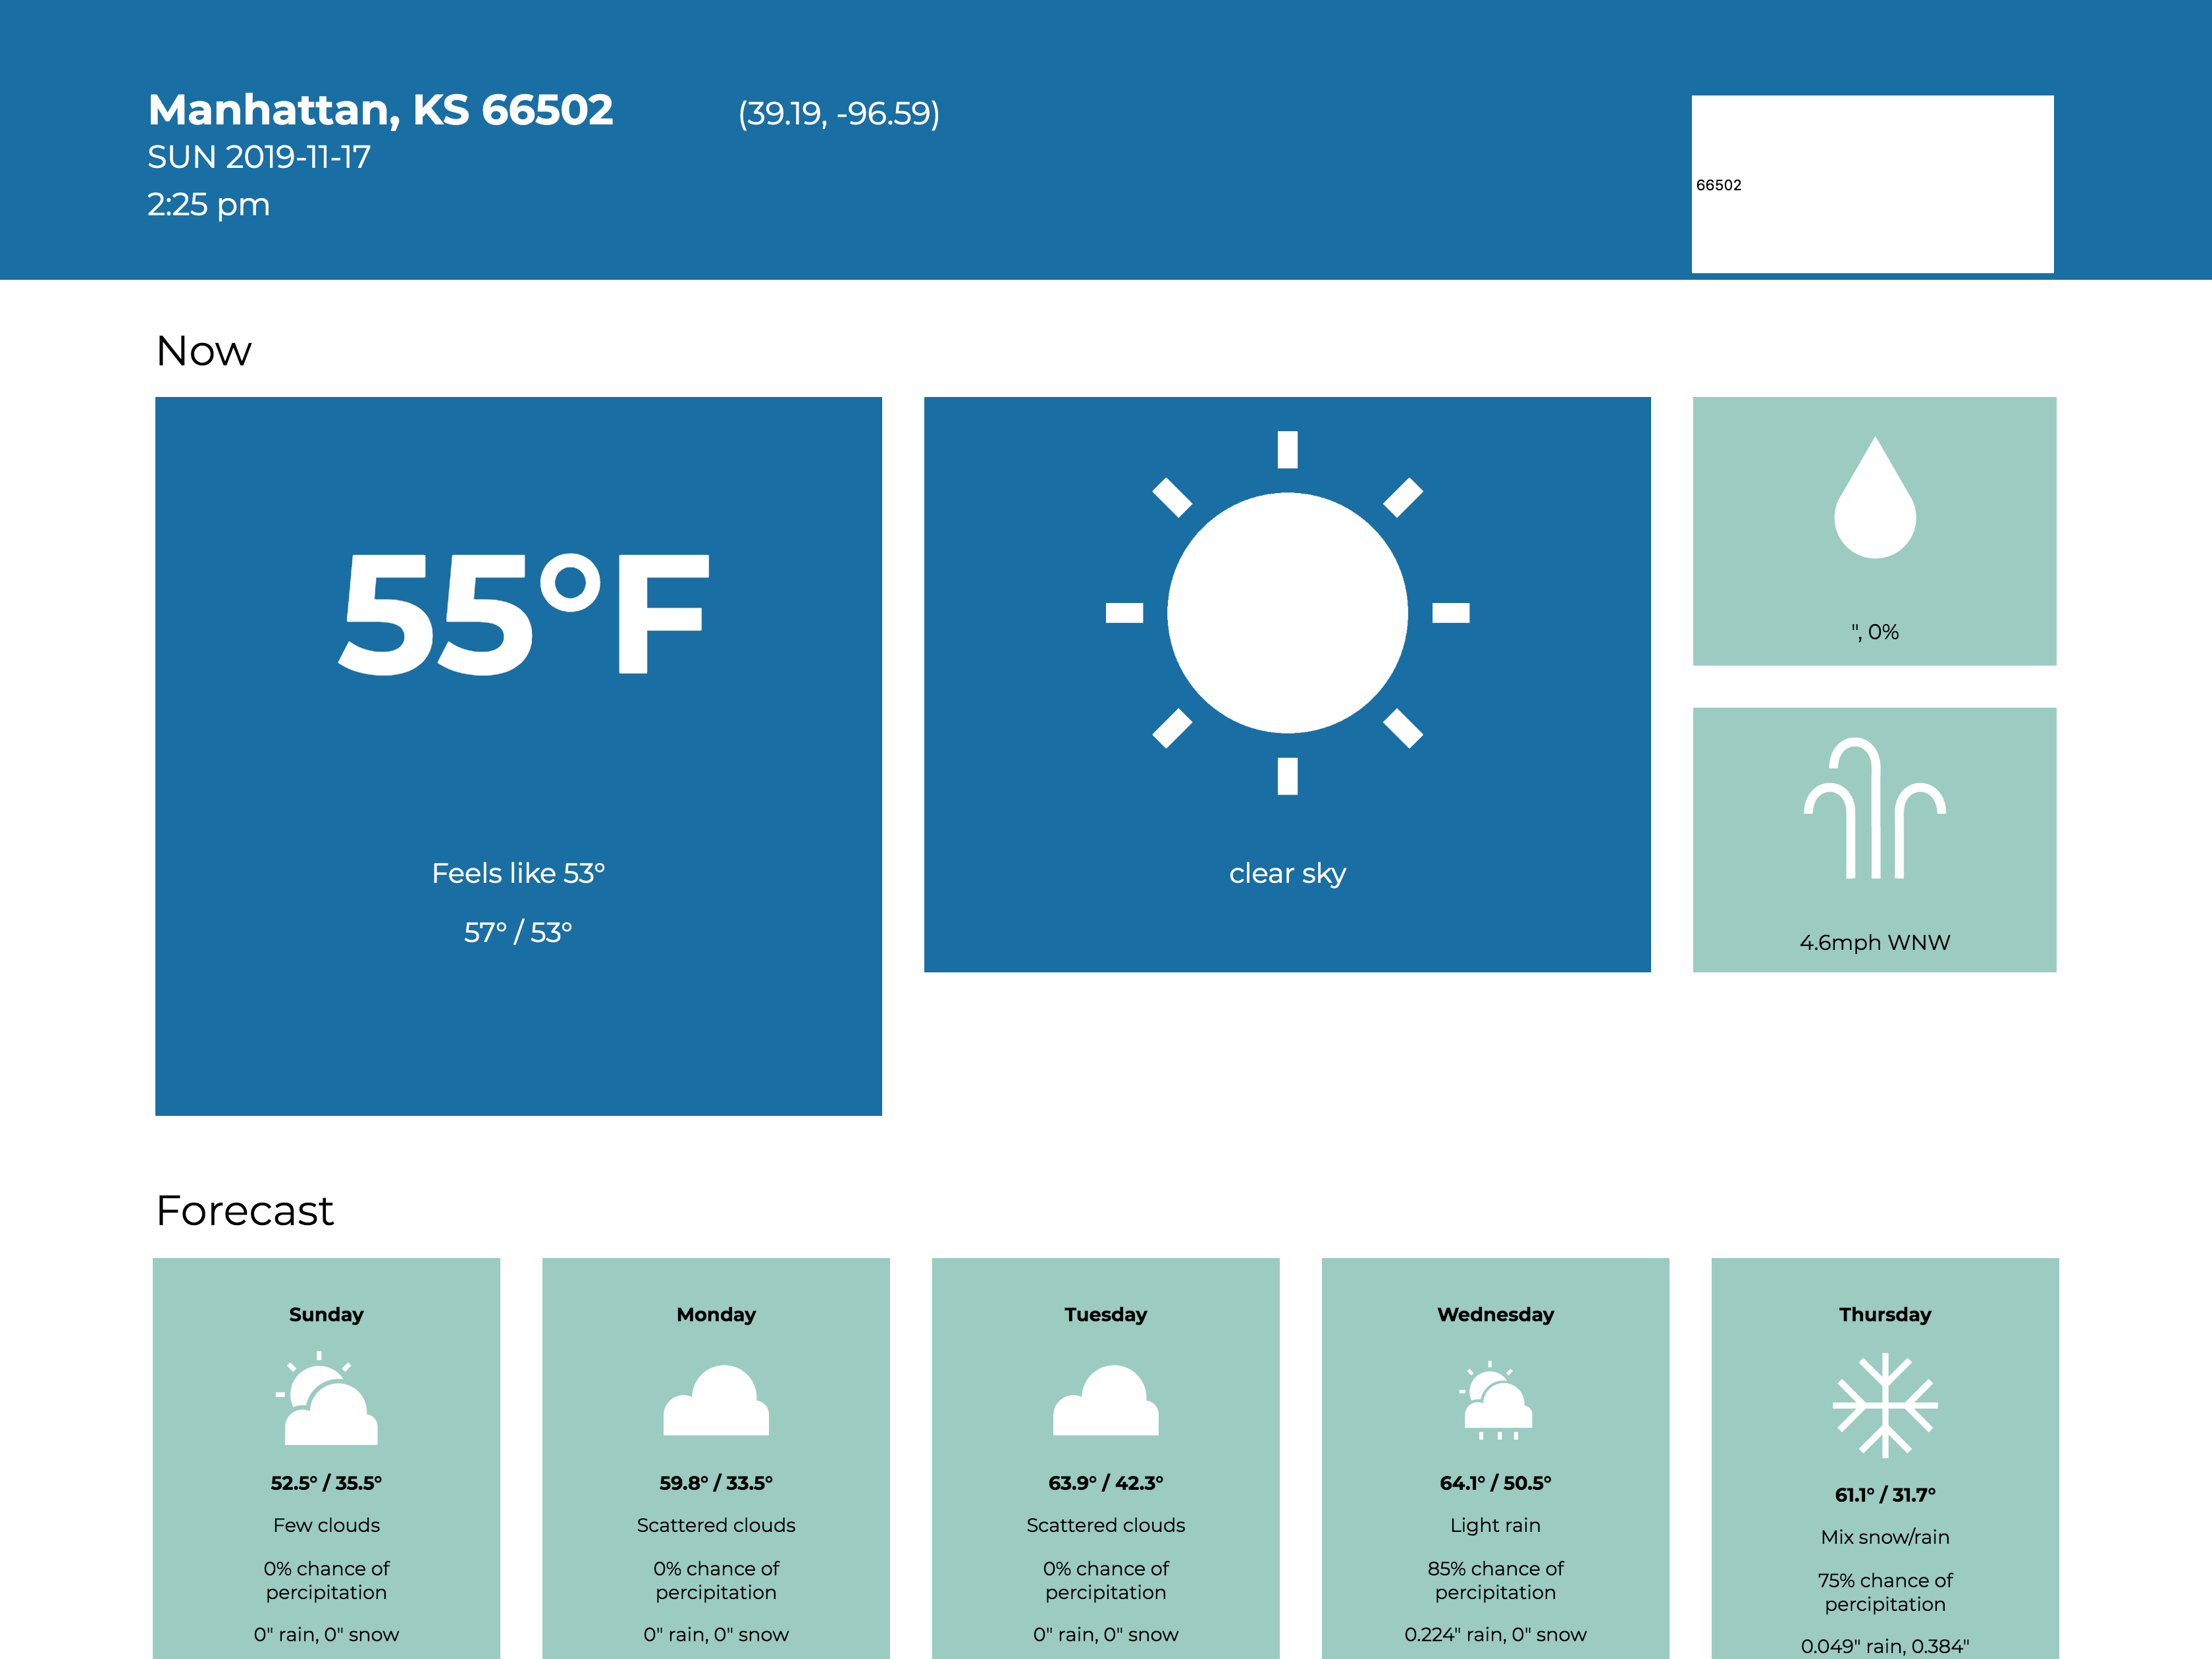 Manhattan, KS 66502
(39.19, -96.59)
SUN 2019-11-17
2:25 pm
66502
Now
55°F
Feels like 53°
57° / 53°
clear sky
", 0%
4.6mph WNW
Forecast
Sunday
52.5° / 35.5°
Few clouds
0% chance of
percipitation
0" rain, 0" snow
Monday
59.8° / 33.5°
Scattered clouds
0% chance of
percipitation
0" rain, 0" snow
Tuesday
63.9° / 42.3°
Scattered clouds
0% chance of
percipitation
0" rain, 0" snow
Wednesday
64.1° / 50.5°
Light rain
85% chance of
percipitation
0.224" rain, 0" snow
Thursday
61.1° / 31.7°
Mix snow/rain
75% chance of
percipitation
0.049" rain, 0.384"